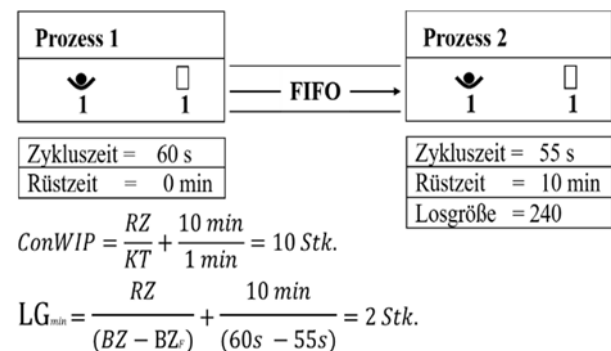 Prozess 1
1 1
Zykluszeit = 60 s
Rüstzeit = 0 min
FIFO
Prozess 2
1 1
Zykluszeit = 55 s
Rüstzeit = 10 min
Losgröße = 240
ConWIP = RZ/KT + 10 min/1 min = 10 Stk.
LGmin = RZ/(BZ − BZF) + 10 min/(60s − 55s) = 2 Stk.